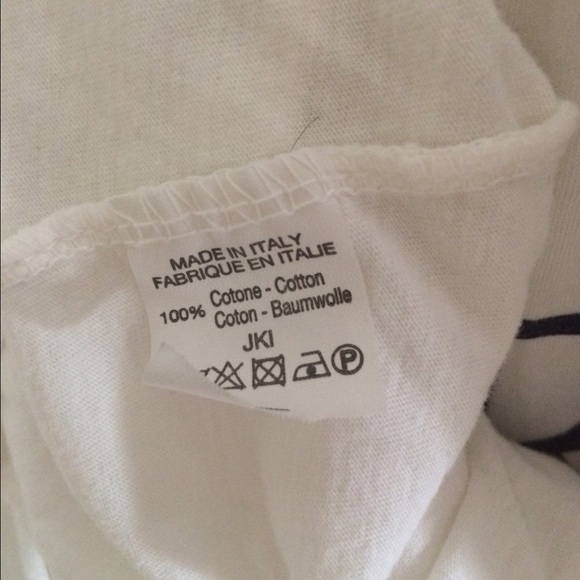 MADE IN ITALY
FABRIQUE EN ITALIE
100% Cotone - Cotton
Coton - Baumwolle
JKI
P